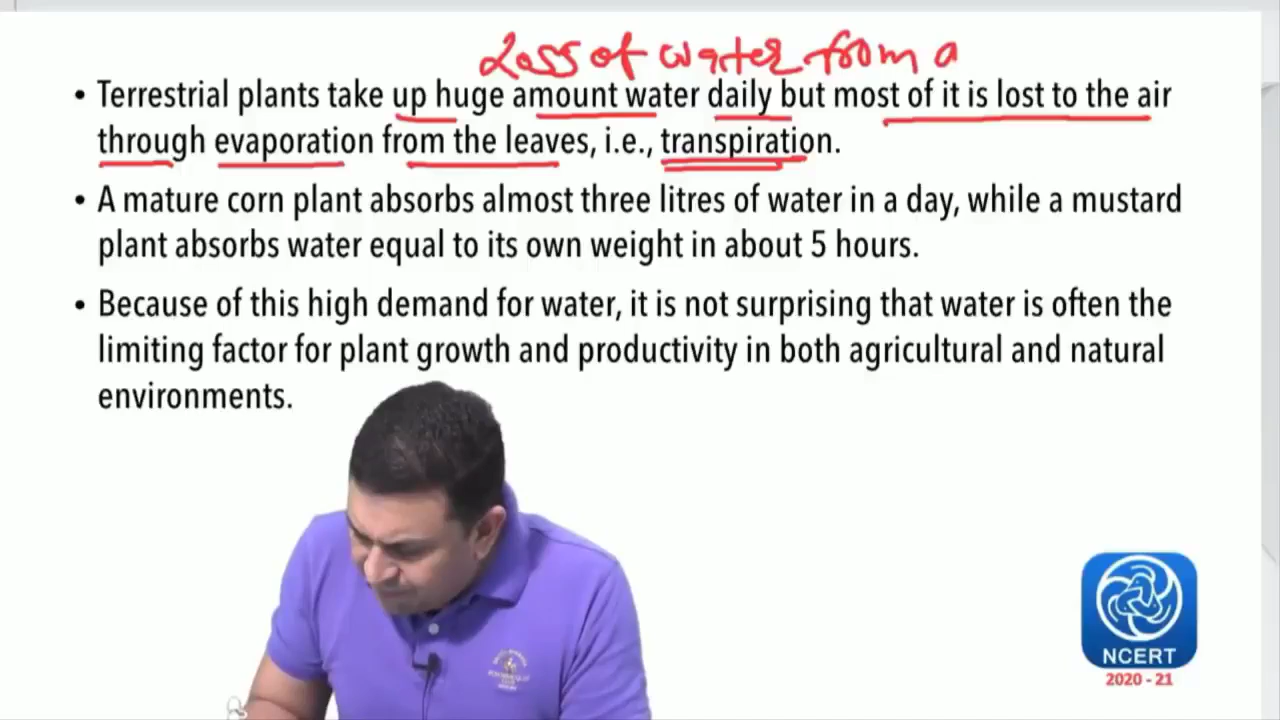 Loss of water from a
• Terrestrial plants take up huge amount water daily but most of it is lost to the air
through evaporation from the leaves, i.e., transpiration.
• A mature corn plant absorbs almost three litres of water in a day, while a mustard
plant absorbs water equal to its own weight in about 5 hours.
• Because of this high demand for water, it is not surprising that water is often the
limiting factor for plant growth and productivity in both agricultural and natural
environments.
NCERT
2020 - 21